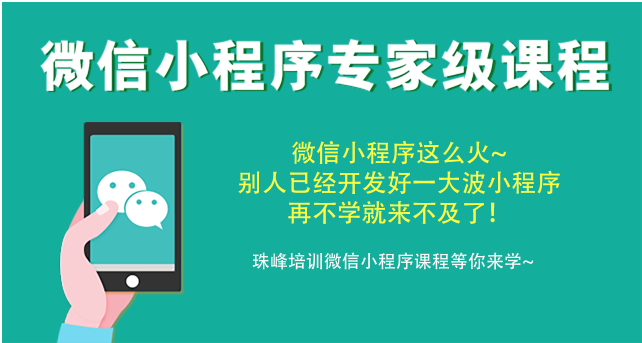 微信小程序专家级课程
微信小程序这么火~
别人已经开发好一大波小程序
再不学就来不及了！
珠峰培训微信小程序课程等你来学~